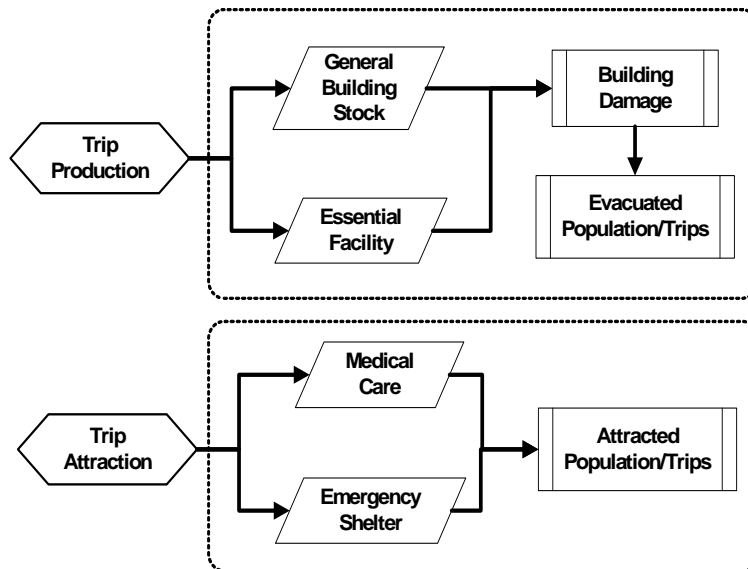 General
Building
Stock
Building
Damage
Trip
Production
Essential
Facility
Evacuated
Population/Trips
Medical
Care
Trip
Attraction
Attracted
Population/Trips
Emergency
Shelter